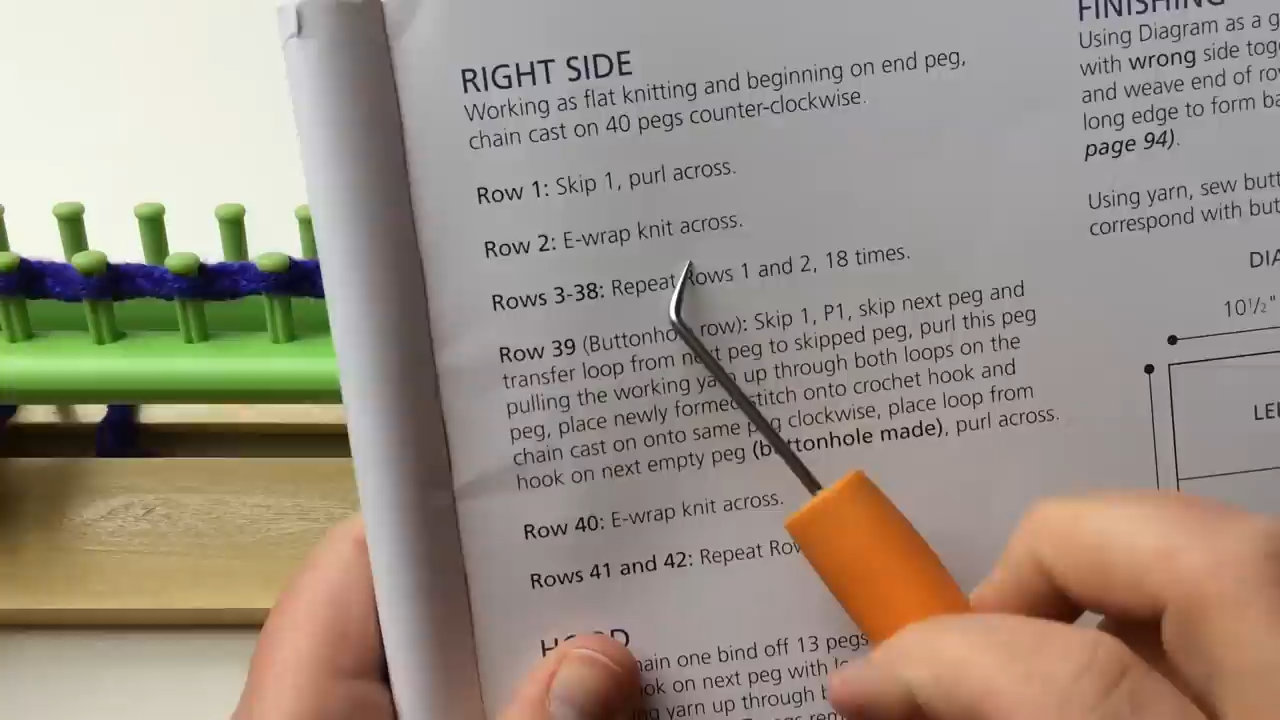 RIGHT SIDE
Working as flat knitting and beginning on end peg,
chain cast on 40 pegs counter-clockwise.
Row 1: Skip 1, purl across.
Row 2: E-wrap knit across.
Rows 3-38: Repeat Rows 1 and 2, 18 times.
Row 39 (Buttonhole row): Skip 1, P1, skip next peg and
transfer loop from next peg to skipped peg, purl this peg
pulling the working yarn up through both loops on the
peg, place newly formed stitch onto crochet hook and
chain cast on onto same peg clockwise, place loop from
hook on next empty peg (buttonhole made), purl across.
Row 40: E-wrap knit across.
Rows 41 and 42: Repeat
HOOD
one bind off 13 pegs
on next peg with
yarn up through
FINISHING
Using Diagram as a
with wrong side
and weave end of
long edge to form
page 94).
Using yarn, sew
correspond with
10½"